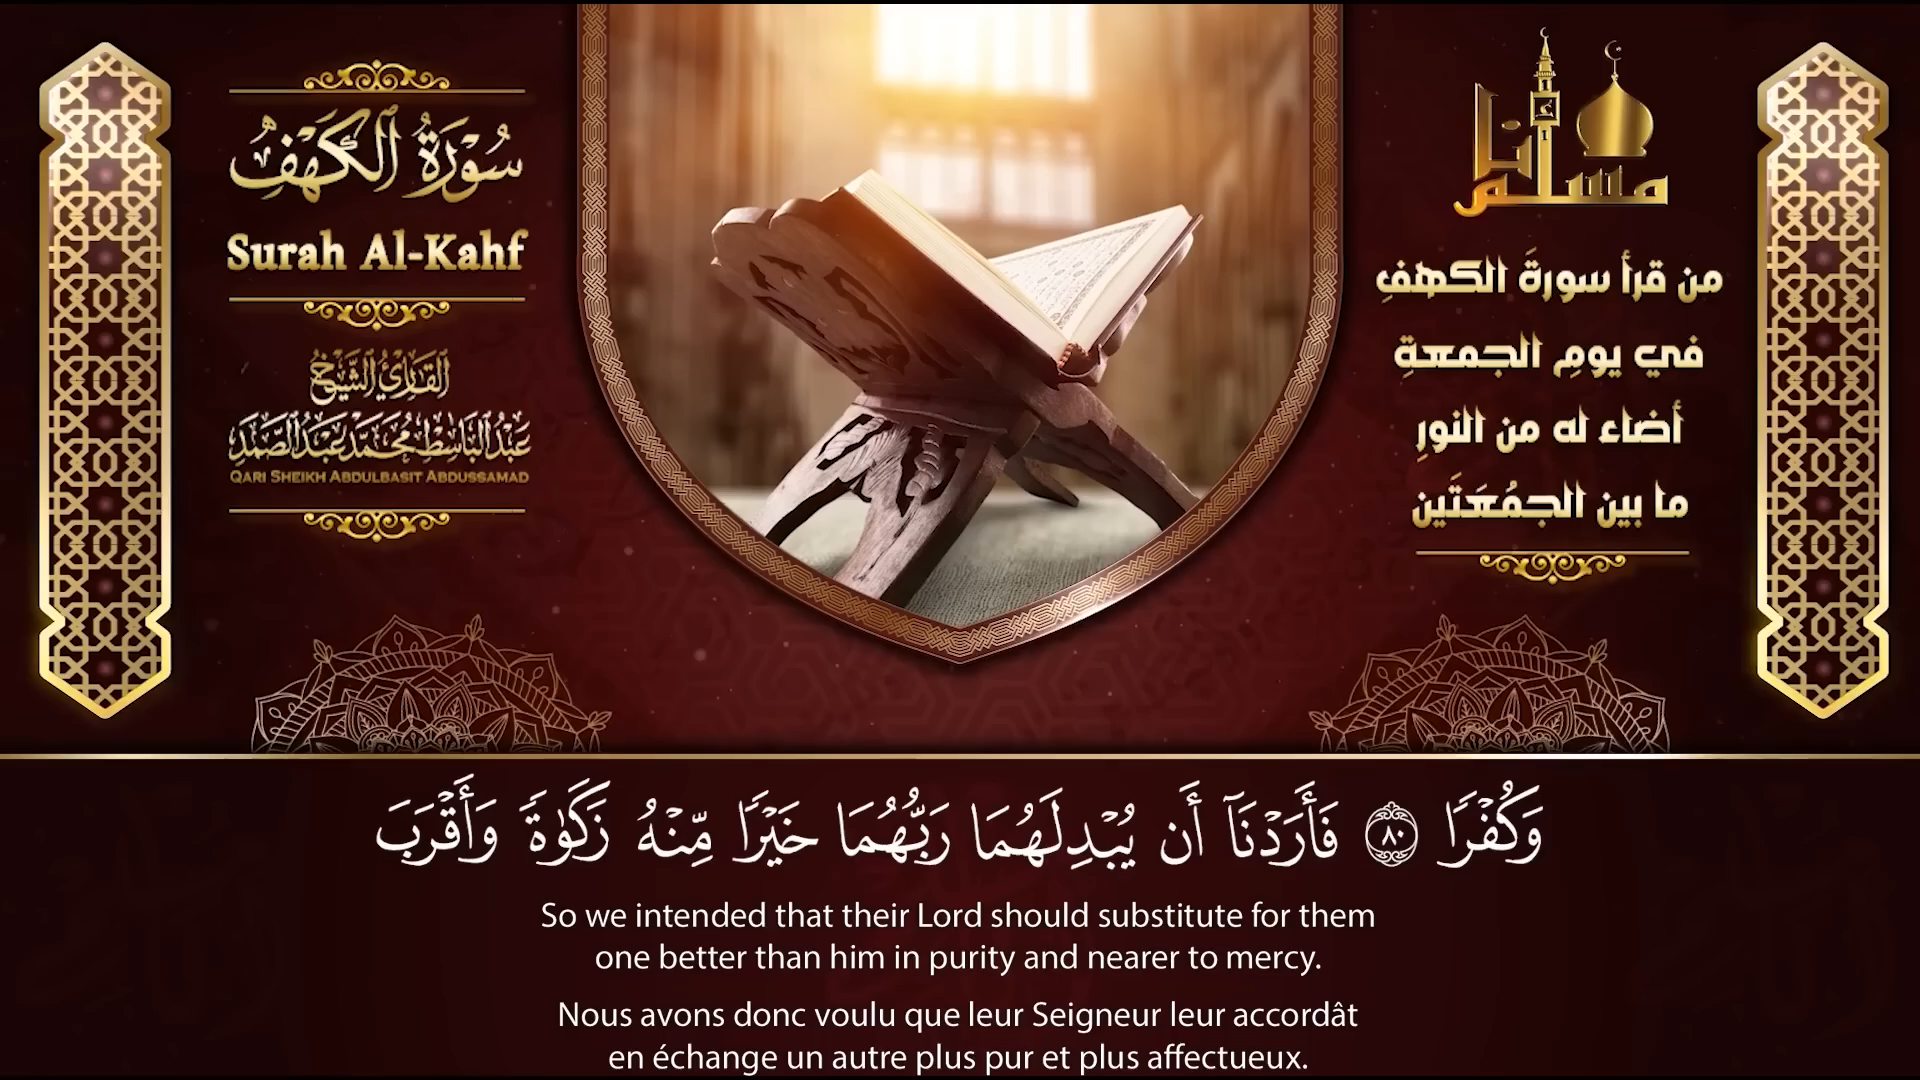 سُورَةُ ٱلْكَهْفِ
Surah Al-Kahf
القارئ الشيخ
عبد الباسط محمد عبد الصمد
QARI SHEIKH ABDULBASIT ABDUSSAMAD
أنا
مسلم
من قرأ سورةَ الكهفِ
في يومِ الجمعةِ
أضاء له من النورِ
ما بين الجمُعَتَين
وَكُفْرًا ٨٠ فَأَرَدْنَآ أَن يُبْدِلَهُمَا رَبُّهُمَا خَيْرًا مِّنْهُ زَكَوٰةً وَأَقْرَبَ
So we intended that their Lord should substitute for them
one better than him in purity and nearer to mercy.
Nous avons donc voulu que leur Seigneur leur accordât
en échange un autre plus pur et plus affectueux.